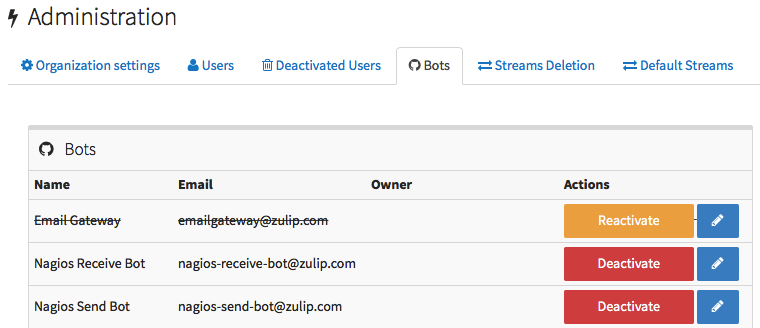 Administration
Organization settings Users Deactivated Users Bots Streams Deletion Default Streams
Bots
Name Email Owner Actions
Email Gateway emailgateway@zulip.com Reactivate
Nagios Receive Bot nagios-receive-bot@zulip.com Deactivate
Nagios Send Bot nagios-send-bot@zulip.com Deactivate